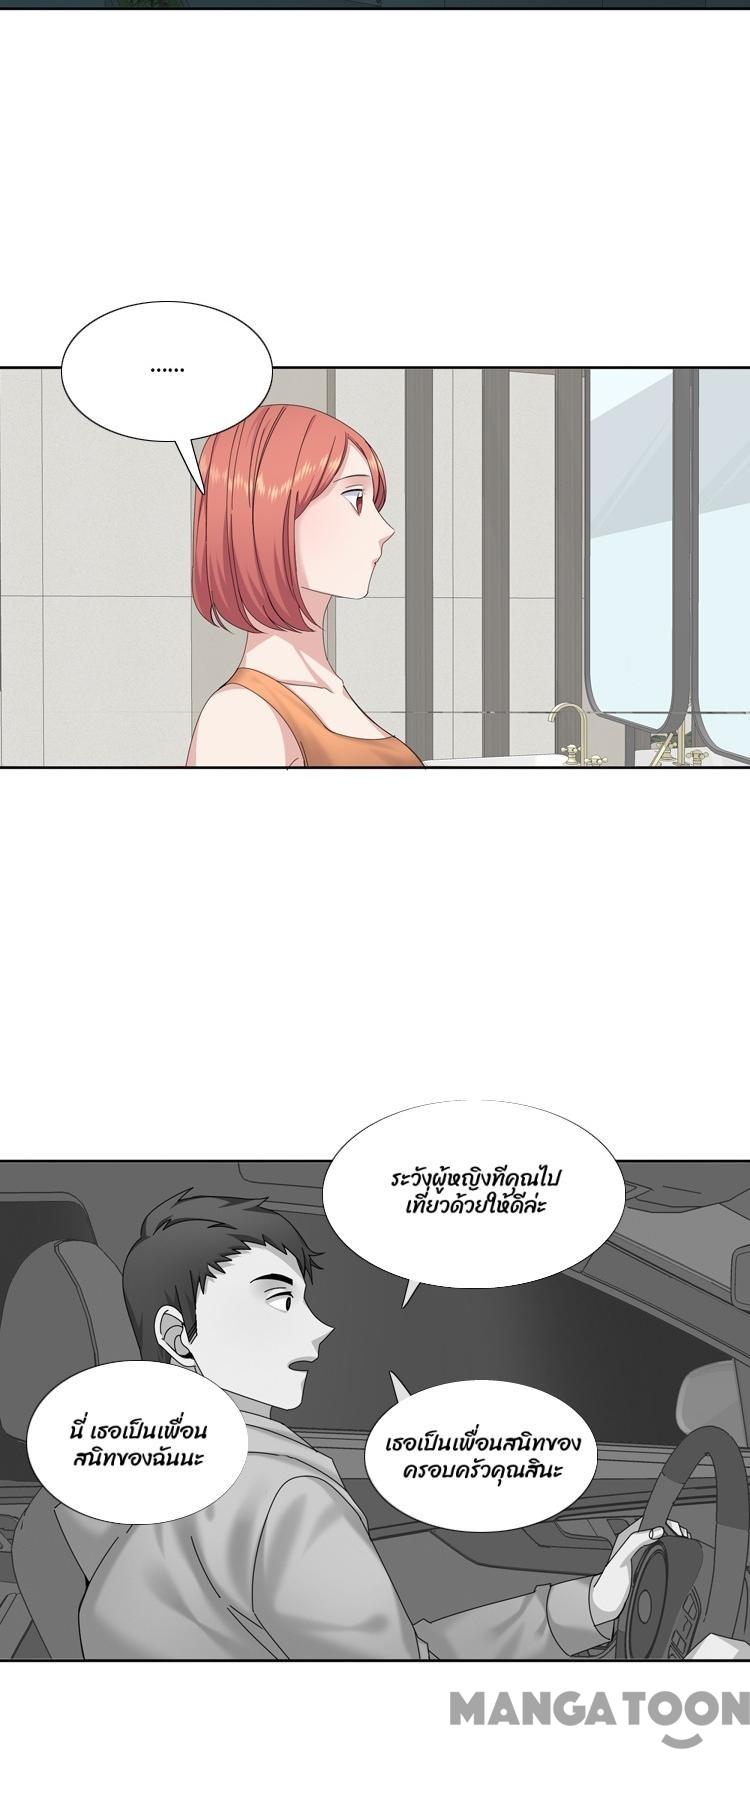 ......
ระวังผู้หญิงที่คุณไป
เที่ยวด้วยให้ดีล่ะ
นี่ เธอเป็นเพื่อน
สนิทของฉันนะ
เธอเป็นเพื่อนสนิทของ
ครอบครัวคุณสินะ
MANGATOON